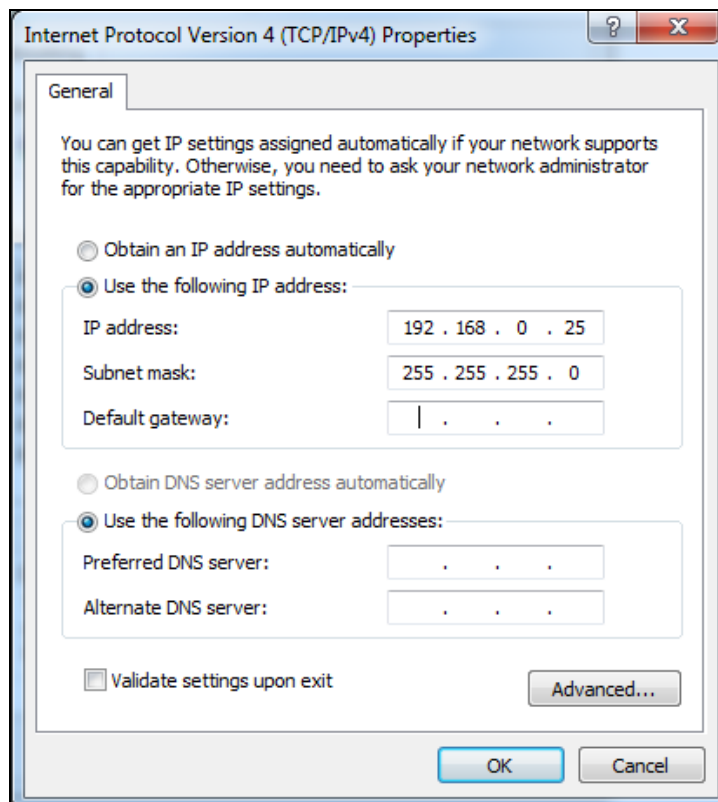 Internet Protocol Version 4 (TCP/IPv4) Properties
General
You can get IP settings assigned automatically if your network supports
this capability. Otherwise, you need to ask your network administrator
for the appropriate IP settings.
Obtain an IP address automatically
Use the following IP address:
IP address: 192 . 168 . 0 . 25
Subnet mask: 255 . 255 . 255 . 0
Default gateway: . . .
Obtain DNS server address automatically
Use the following DNS server addresses:
Preferred DNS server: . . .
Alternate DNS server: . . .
Validate settings upon exit
Advanced...
OK Cancel